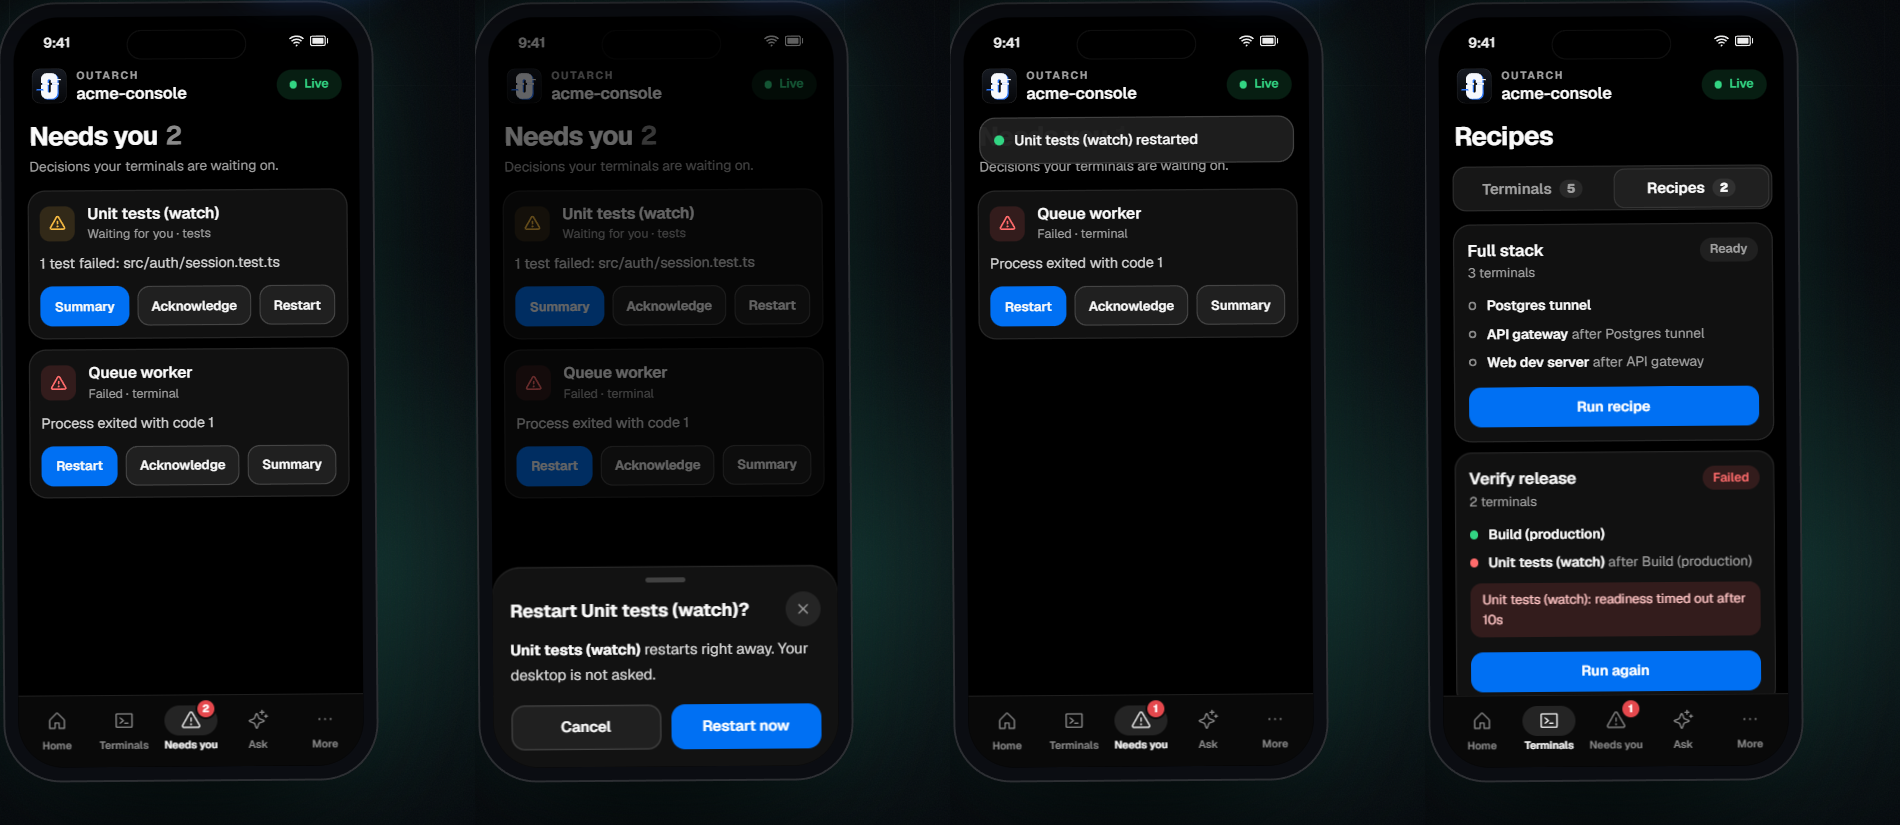 9:41
OUTARCH
acme-console
Live
Needs you 2
Decisions your terminals are waiting on.
Unit tests (watch)
Waiting for you · tests
1 test failed: src/auth/session.test.ts
Summary Acknowledge Restart
Queue worker
Failed · terminal
Process exited with code 1
Restart Acknowledge Summary
2
Home Terminals Needs you Ask More
9:41
OUTARCH
acme-console
Live
Needs you 2
Decisions your terminals are waiting on.
Unit tests (watch)
Waiting for you · tests
1 test failed: src/auth/session.test.ts
Summary Acknowledge Restart
Queue worker
Failed · terminal
Process exited with code 1
Restart Acknowledge Summary
Restart Unit tests (watch)?
Unit tests (watch) restarts right away. Your
desktop is not asked.
Cancel Restart now
9:41
OUTARCH
acme-console
Live
Unit tests (watch) restarted
Decisions your terminals are waiting on.
Queue worker
Failed · terminal
Process exited with code 1
Restart Acknowledge Summary
1
Home Terminals Needs you Ask More
9:41
OUTARCH
acme-console
Live
Recipes
Terminals 5 Recipes 2
Full stack Ready
3 terminals
Postgres tunnel
API gateway after Postgres tunnel
Web dev server after API gateway
Run recipe
Verify release Failed
2 terminals
Build (production)
Unit tests (watch) after Build (production)
Unit tests (watch): readiness timed out after
10s
Run again
1
Home Terminals Needs you Ask More